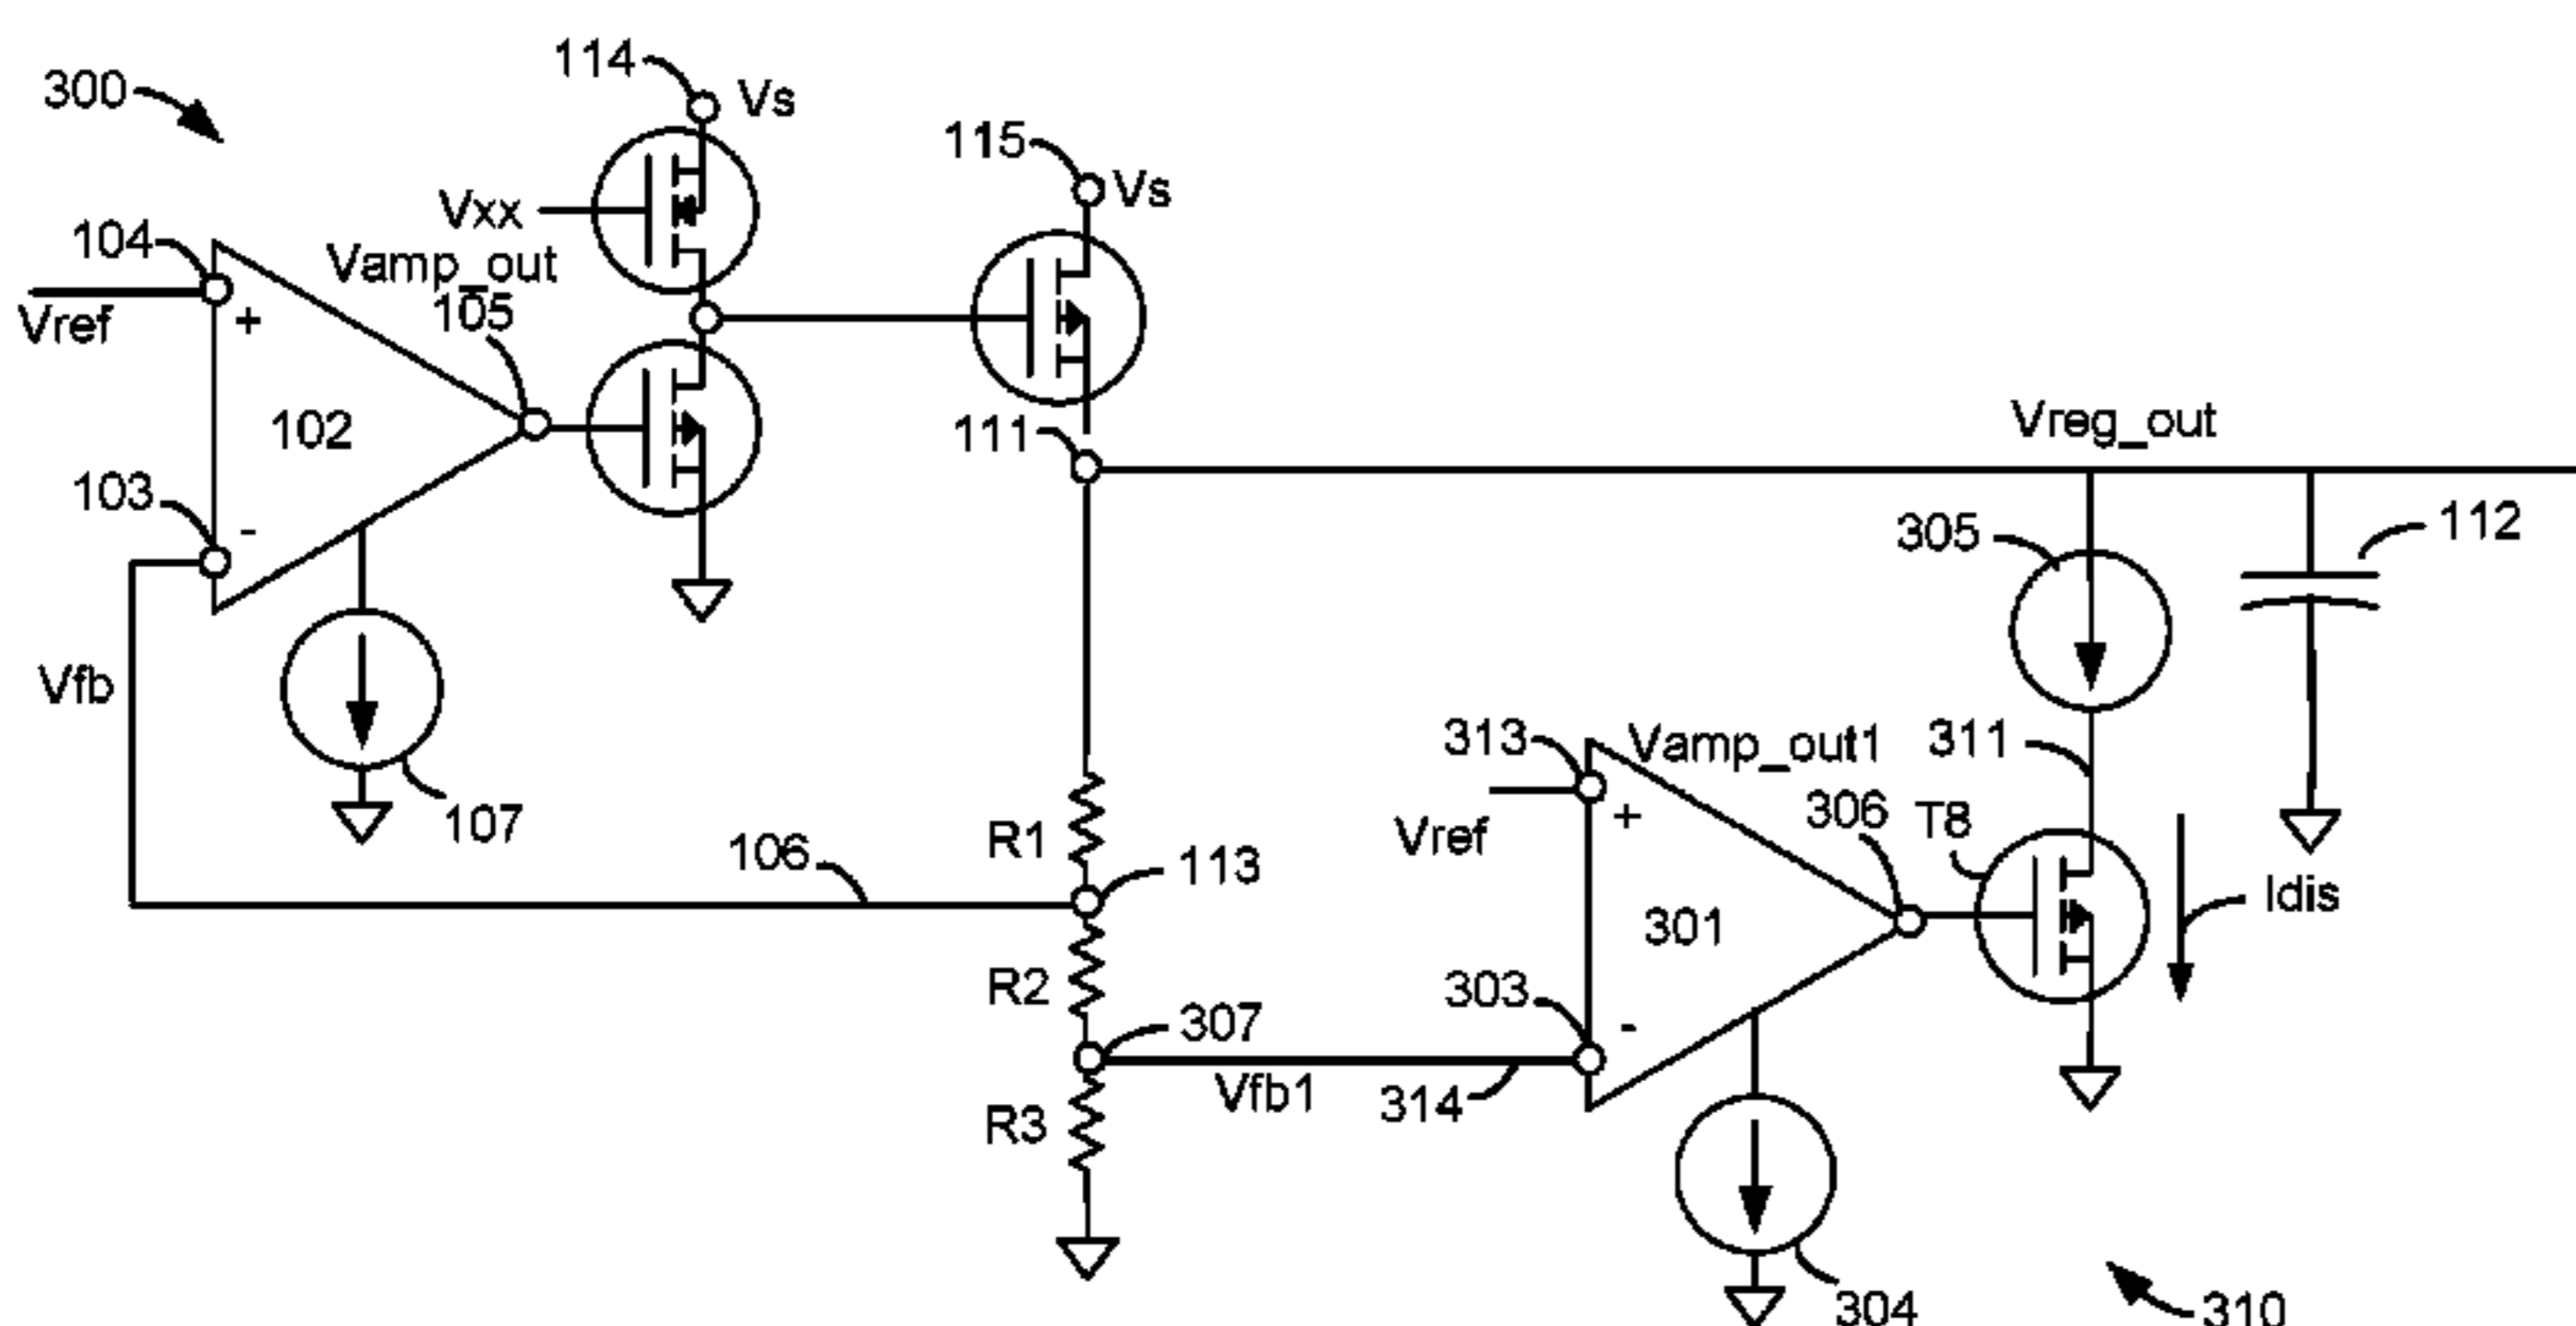 300
114
Vs
115
Vs
Vxx
104
Vamp_out
105
Vref
+
102
111
Vreg_out
103
-
305
112
Vfb
107
313
Vamp_out1
311
306
T8
R1
113
Vref
+
106
301
Idis
R2
303
307
-
Vfb1
314
R3
304
310